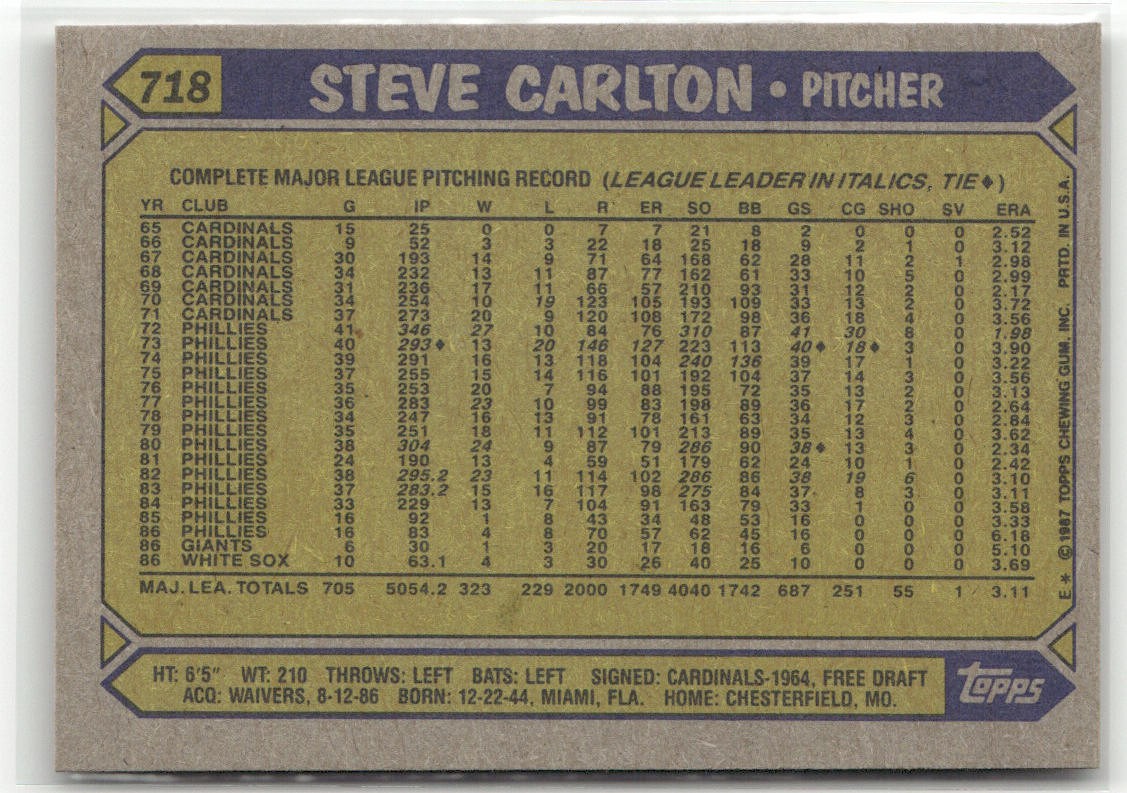 718 STEVE CARLTON • PITCHER
COMPLETE MAJOR LEAGUE PITCHING RECORD (LEAGUE LEADER IN ITALICS, TIE♦)
YR CLUB G IP W L R ER SO BB GS CG SHO SV ERA
65 CARDINALS 15 25 0 0 7 7 21 8 2 0 0 0 2.52
66 CARDINALS 9 52 3 3 22 18 25 18 9 2 1 0 3.12
67 CARDINALS 30 193 14 9 71 64 168 62 28 11 2 1 2.98
68 CARDINALS 34 232 13 11 87 77 162 61 33 10 5 0 2.99
69 CARDINALS 31 236 17 11 66 57 210 93 31 12 2 0 2.17
70 CARDINALS 34 254 10 19 123 105 193 109 33 13 2 0 3.72
71 CARDINALS 37 273 20 9 120 108 172 98 36 18 4 0 3.56
72 PHILLIES 41 346 27 10 84 76 310 87 41 30 8 0 1.98
73 PHILLIES 40 293♦ 13 20 146 127 223 113 40♦ 18♦ 3 0 3.90
74 PHILLIES 39 291 16 13 118 104 240 136 39 17 1 0 3.22
75 PHILLIES 37 255 15 14 116 101 192 104 37 14 3 0 3.56
76 PHILLIES 35 253 20 7 94 88 195 72 35 13 2 0 3.13
77 PHILLIES 36 283 23 10 99 83 198 89 36 17 2 0 2.64
78 PHILLIES 34 247 16 13 91 78 161 63 34 12 3 0 2.84
79 PHILLIES 35 251 18 11 112 101 213 89 35 13 4 0 3.62
80 PHILLIES 38 304 24 9 87 79 286 90 38♦ 13 3 0 2.34
81 PHILLIES 24 190 13 4 59 51 179 62 24 10 1 0 2.42
82 PHILLIES 38 295.2 23 11 114 102 286 86 38 19 6 0 3.10
83 PHILLIES 37 283.2 15 16 117 98 275 84 37 8 3 0 3.11
84 PHILLIES 33 229 13 7 104 91 163 79 33 1 0 0 3.58
85 PHILLIES 16 92 1 8 43 34 48 53 16 0 0 0 3.33
86 PHILLIES 16 83 4 8 70 57 62 45 16 0 0 0 6.18
86 GIANTS 6 30 1 3 20 17 18 16 6 0 0 0 5.10
86 WHITE SOX 10 63.1 4 3 30 26 40 25 10 0 0 0 3.69
MAJ. LEA. TOTALS 705 5054.2 323 229 2000 1749 4040 1742 687 251 55 1 3.11
E* ©1987 TOPPS CHEWING GUM, INC. PRTD. IN U.S.A.
HT: 6'5" WT: 210 THROWS: LEFT BATS: LEFT SIGNED: CARDINALS-1964, FREE DRAFT
ACQ: WAIVERS, 8-12-86 BORN: 12-22-44, MIAMI, FLA. HOME: CHESTERFIELD, MO.
TOPPS